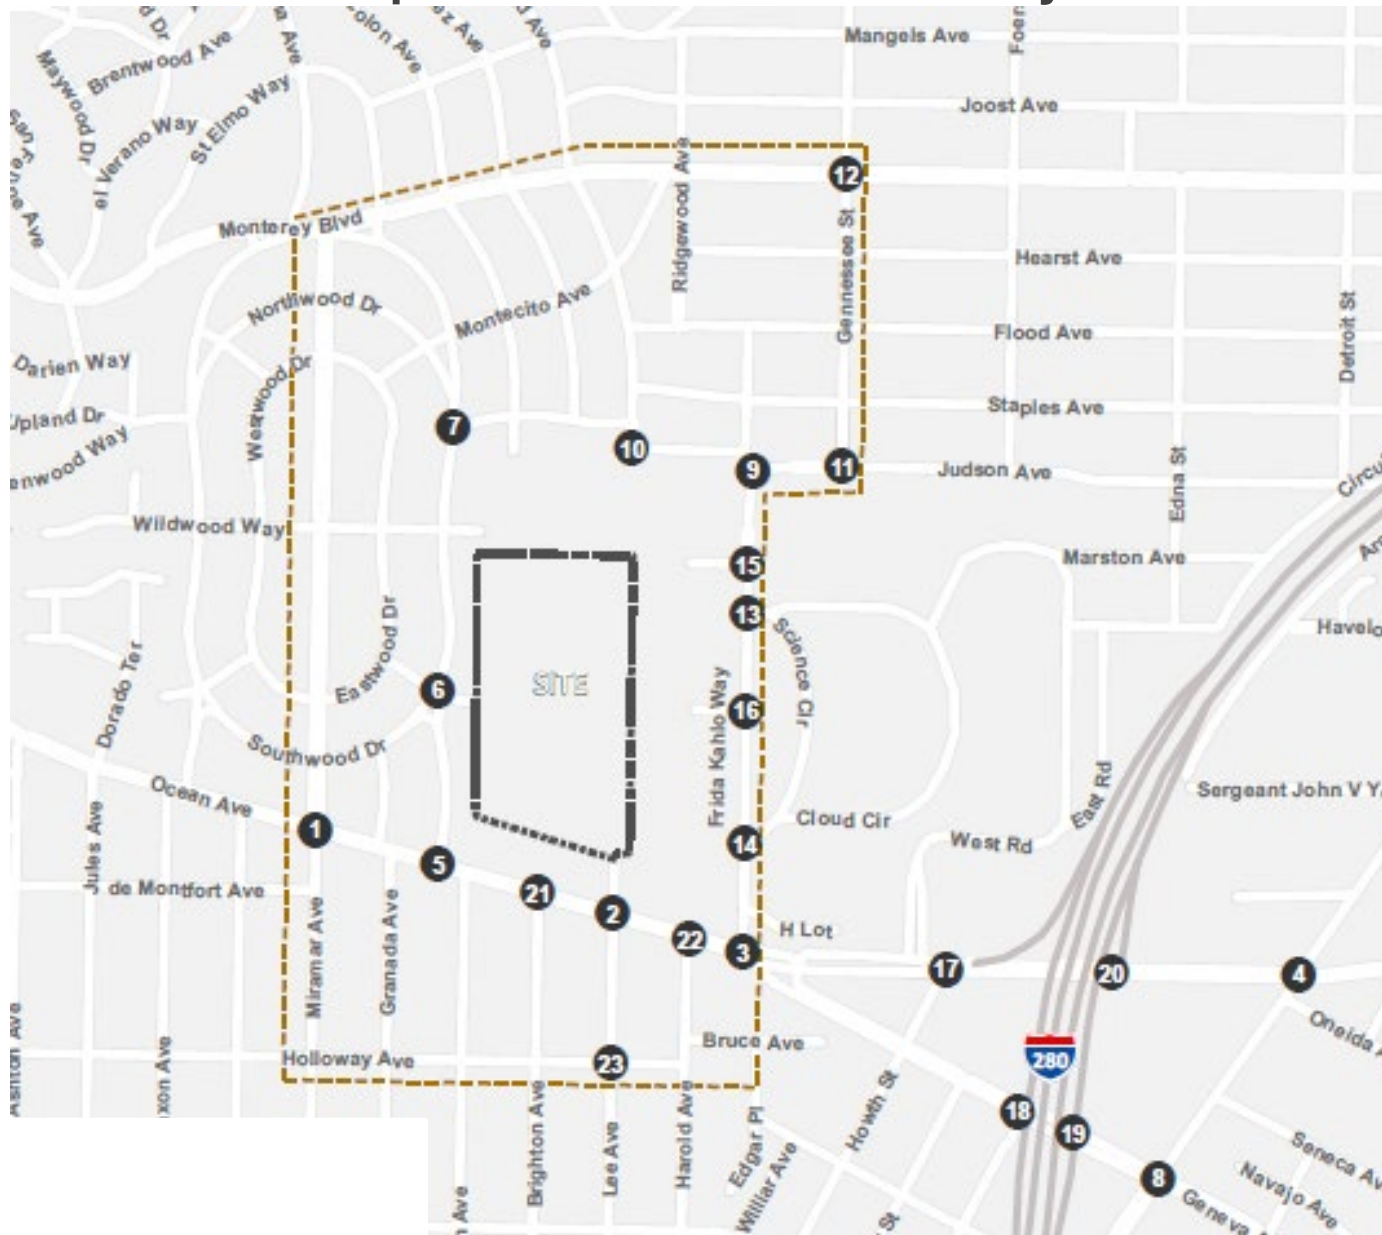 Mangels Ave
Brentwood Ave
Maywood Dr
Joost Ave
el Verano Way
St Elmo Way
12
Monterey Blvd
Ridgewood Ave
Gennessee St
Hearst Ave
Northwood Dr
Montecito Ave
Flood Ave
Detroit St
Darien Way
Westwood Dr
Upland Dr
Staples Ave
7
10
9
11
Judson Ave
Edna St
Wildwood Way
15
Marston Ave
13
Science Cir
Dorado Ter
Eastwood Dr
6
SITE
Frida Kahlo Way
16
Southwood Dr
Ocean Ave
East Rd
Sergeant John V Y
1
Cloud Cir
14
West Rd
5
Jules Ave
de Montfort Ave
21
2
22
H Lot
3
17
20
4
Miramar Ave
Granada Ave
Ashton Ave
Holloway Ave
23
Bruce Ave
280
Oneida
18
19
Howth St
Brighton Ave
Lee Ave
Harold Ave
Edgar Pl
Williar Ave
8
Seneca Av
Navajo Ave
Geneva A